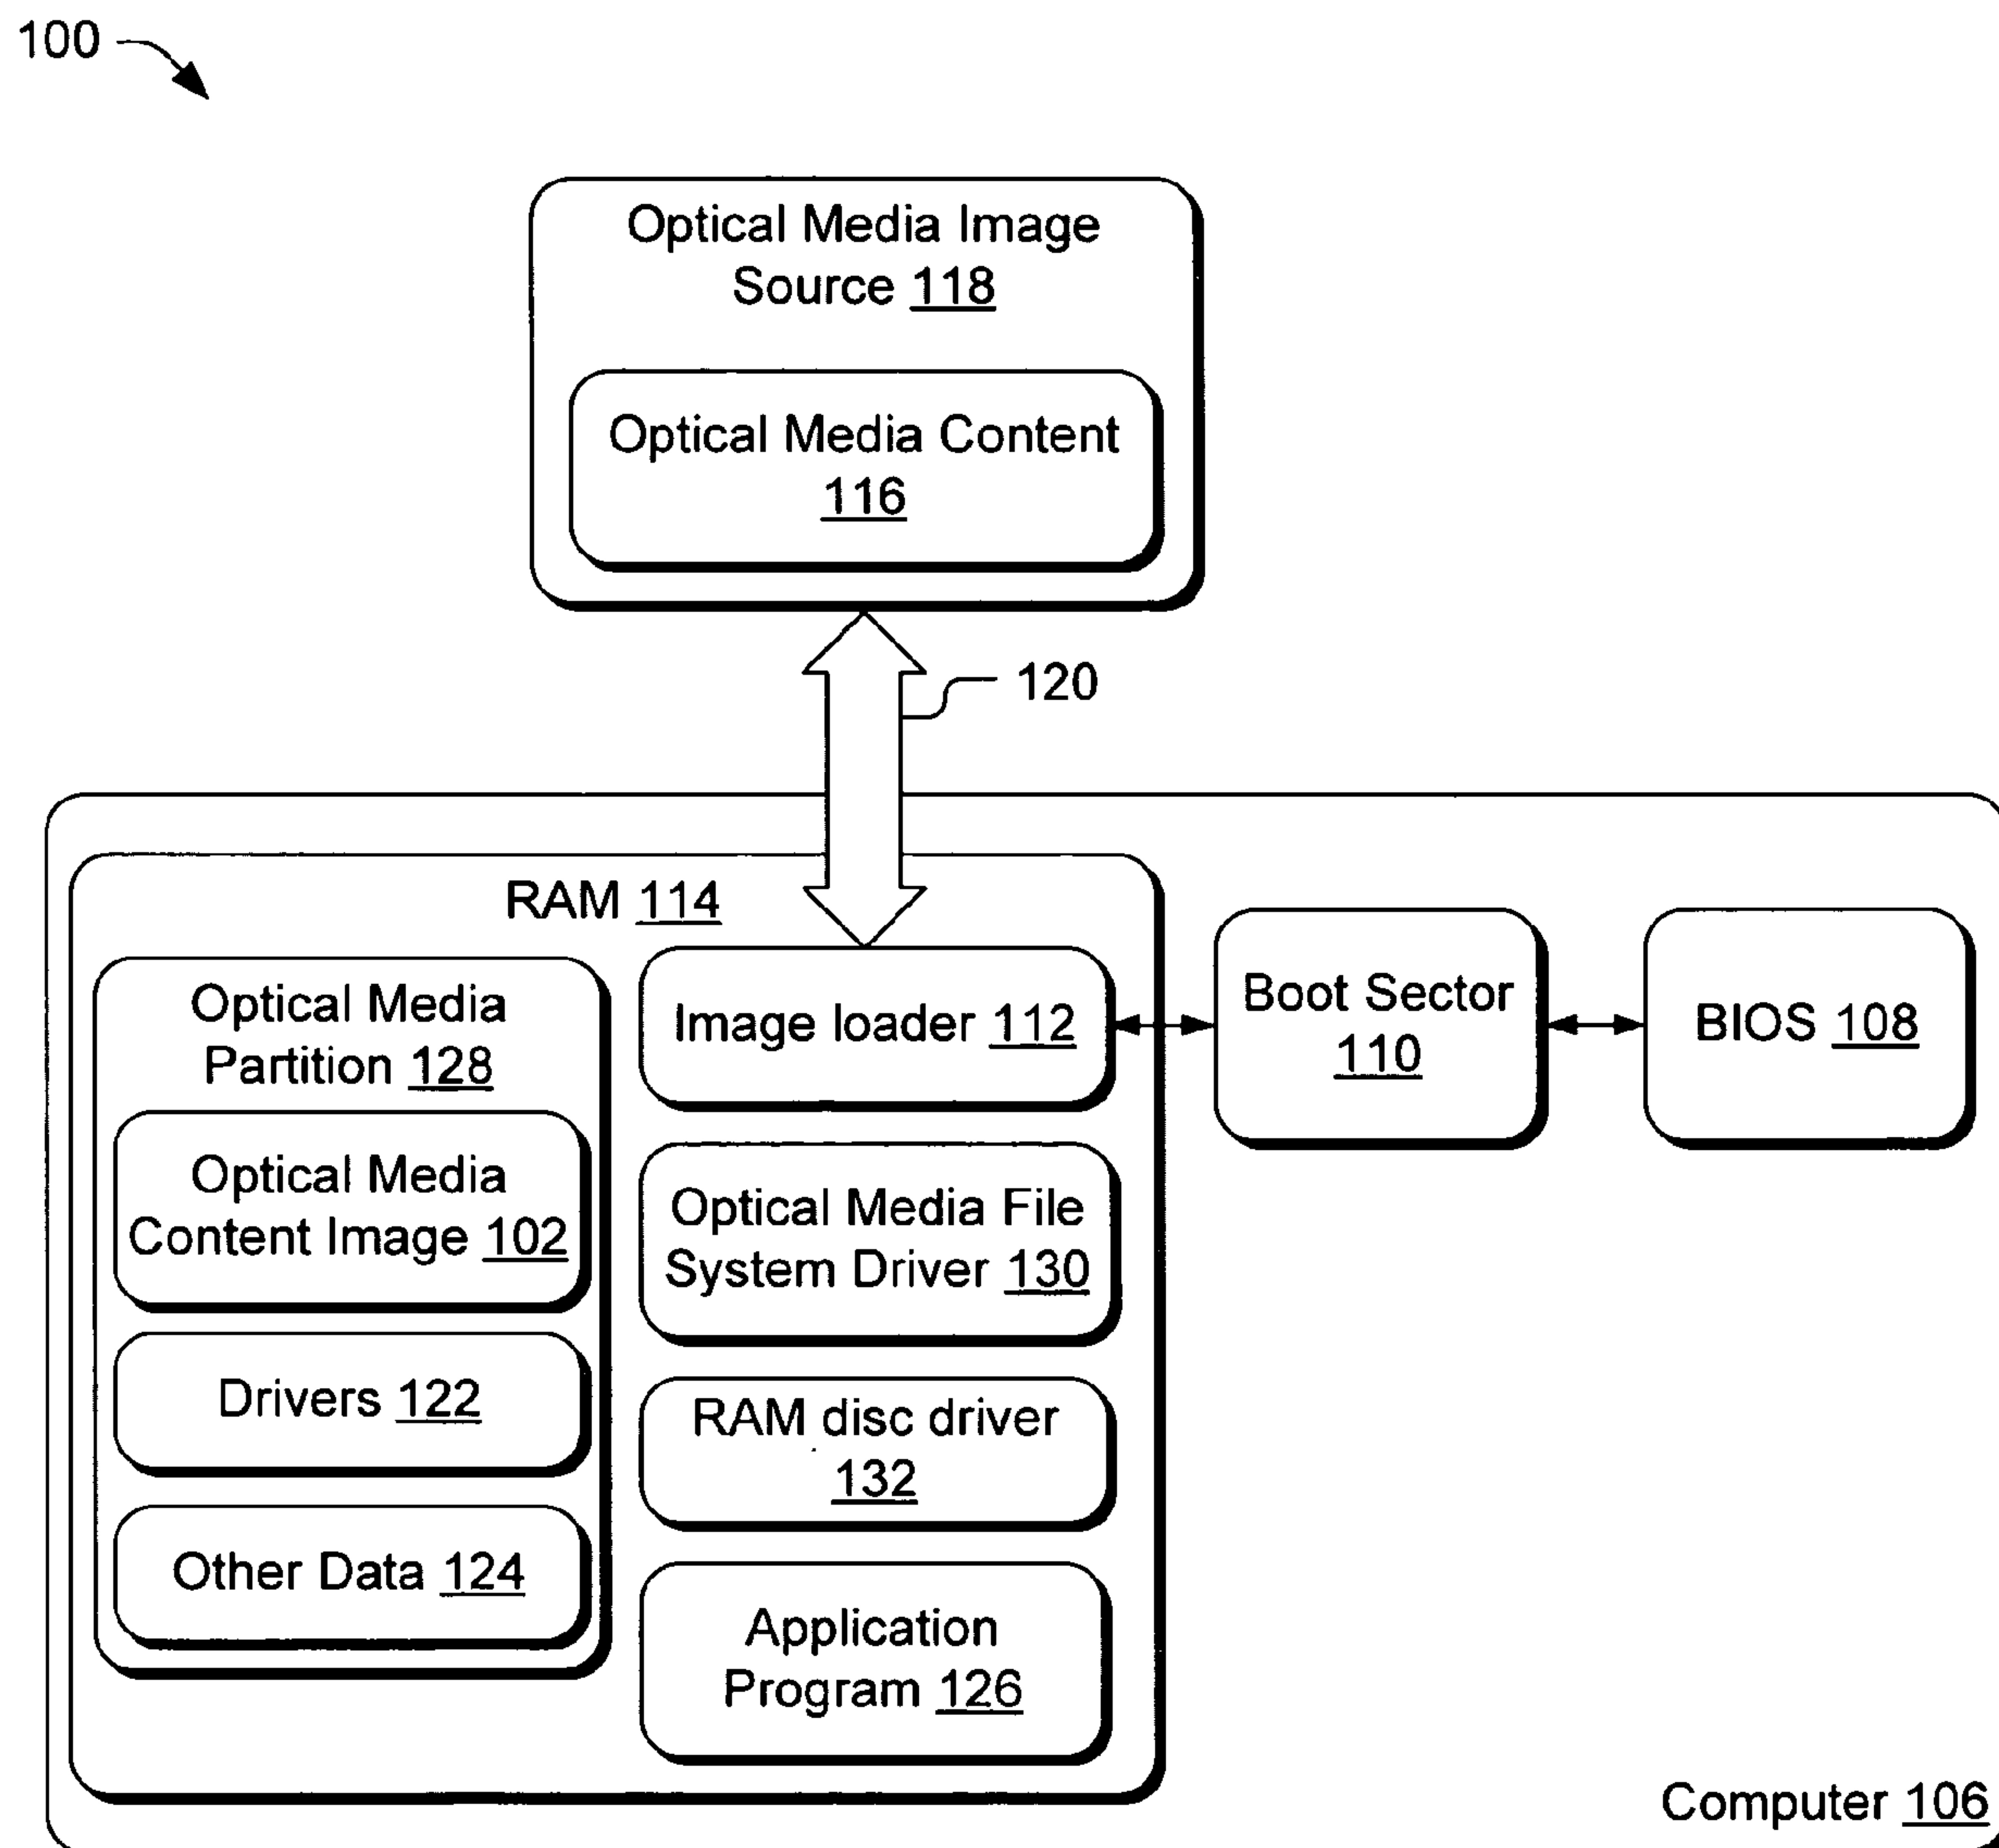 100
Optical Media Image
Source 118
Optical Media Content
116
120
RAM 114
Optical Media
Partition 128
Optical Media
Content Image 102
Drivers 122
Other Data 124
Image loader 112
Optical Media File
System Driver 130
RAM disc driver
132
Application
Program 126
Boot Sector
110
BIOS 108
Computer 106